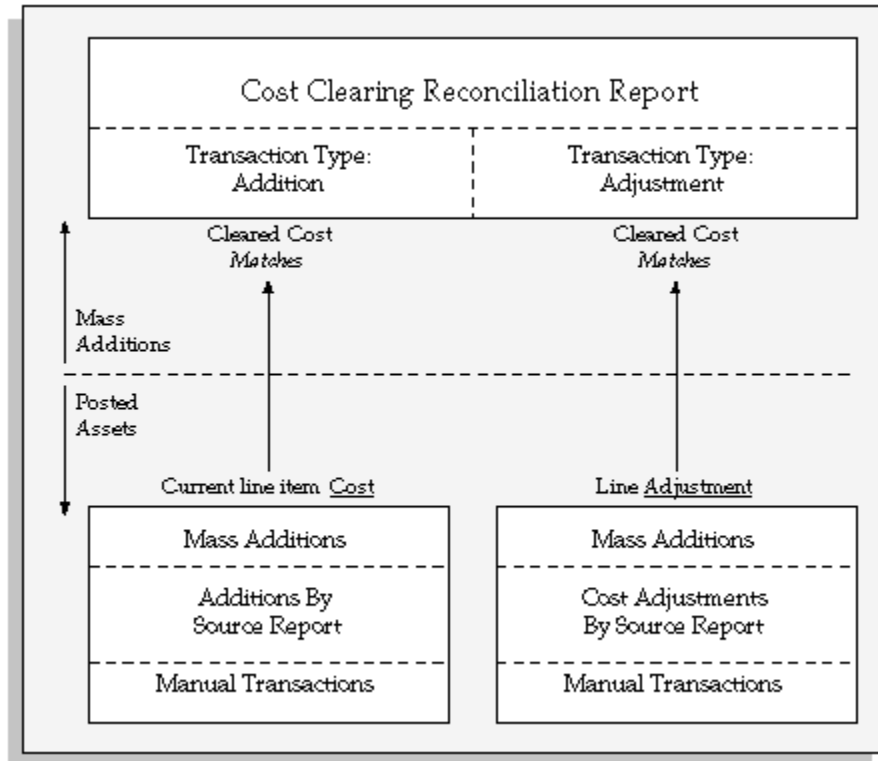 Cost Clearing Reconciliation Report
Transaction Type:
Addition
Transaction Type:
Adjustment
Cleared Cost
Matches
Cleared Cost
Matches
Mass
Additions
Posted
Assets
Current line item Cost
Line Adjustment
Mass Additions
Additions By
Source Report
Manual Transactions
Mass Additions
Cost Adjustments
By Source Report
Manual Transactions